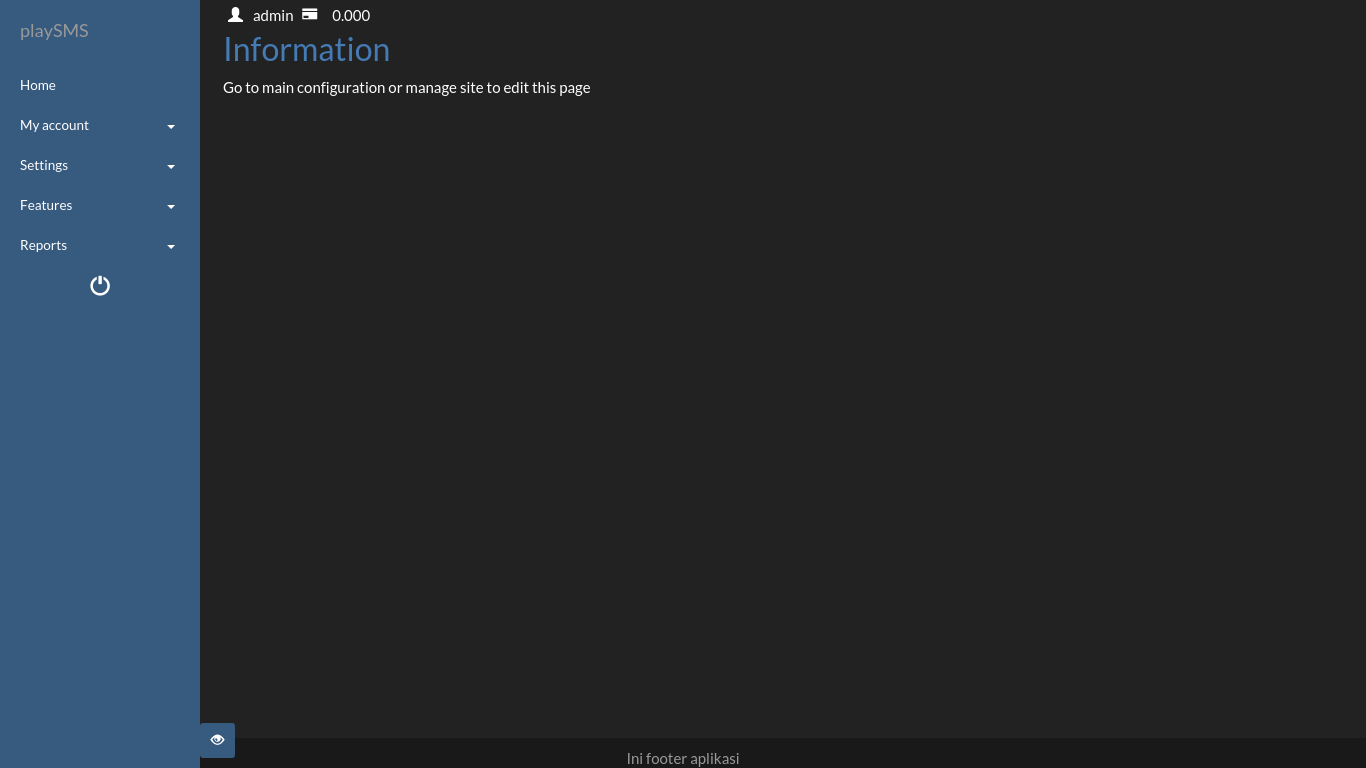 playSMS
Home
My account
Settings
Features
Reports
admin 0.000
Information
Go to main configuration or manage site to edit this page
Ini footer aplikasi